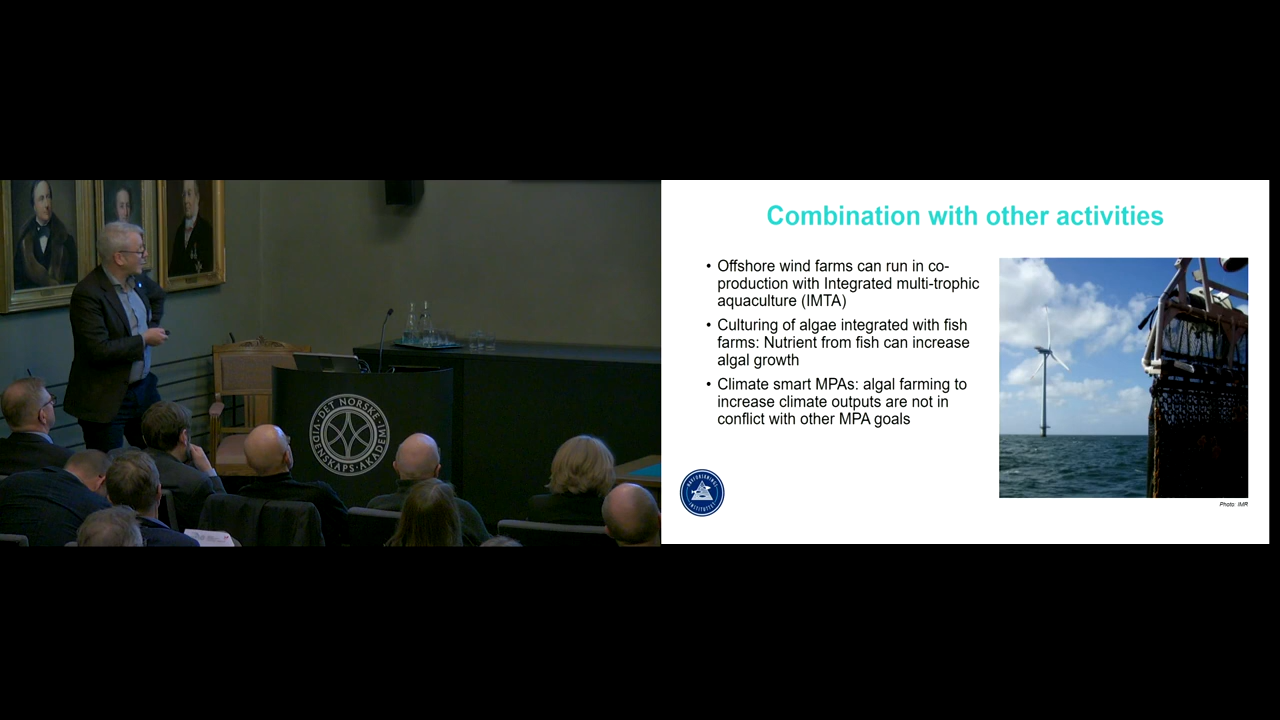 Combination with other activities
• Offshore wind farms can run in co-
production with Integrated multi-trophic
aquaculture (IMTA)
• Culturing of algae integrated with fish
farms: Nutrient from fish can increase
algal growth
• Climate smart MPAs: algal farming to
increase climate outputs are not in
conflict with other MPA goals
Photo: IMR
HAVFORSKNINGS
INSTITUTTET
DET NORSKE
VIDENSKAPS-AKADEMI